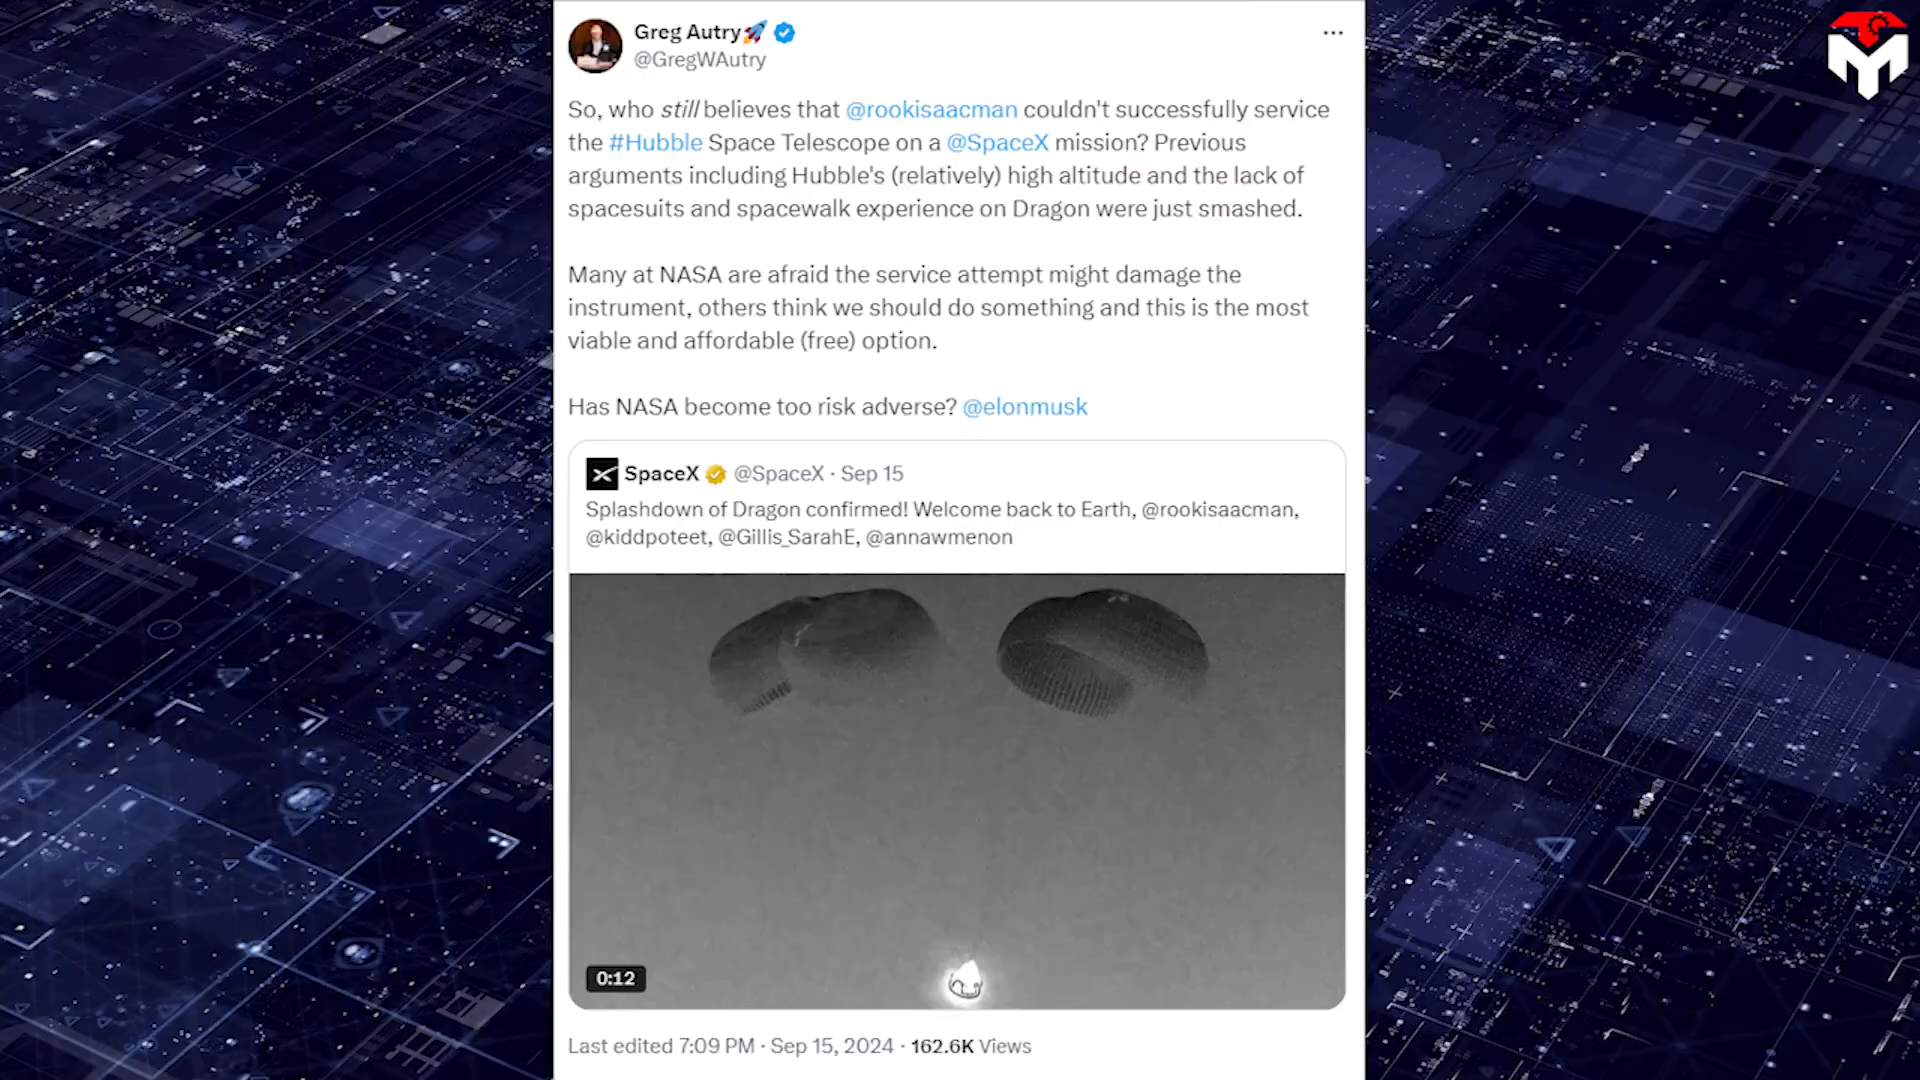 Greg Autry🚀
@GregWAutry
So, who still believes that @rookisaacman couldn't successfully service
the #Hubble Space Telescope on a @SpaceX mission? Previous
arguments including Hubble's (relatively) high altitude and the lack of
spacesuits and spacewalk experience on Dragon were just smashed.
Many at NASA are afraid the service attempt might damage the
instrument, others think we should do something and this is the most
viable and affordable (free) option.
Has NASA become too risk adverse? @elonmusk
SpaceX @SpaceX · Sep 15
Splashdown of Dragon confirmed! Welcome back to Earth, @rookisaacman,
@kiddpoteet, @Gillis_SarahE, @annawmenon
0:12
Last edited 7:09 PM · Sep 15, 2024 · 162.6K Views